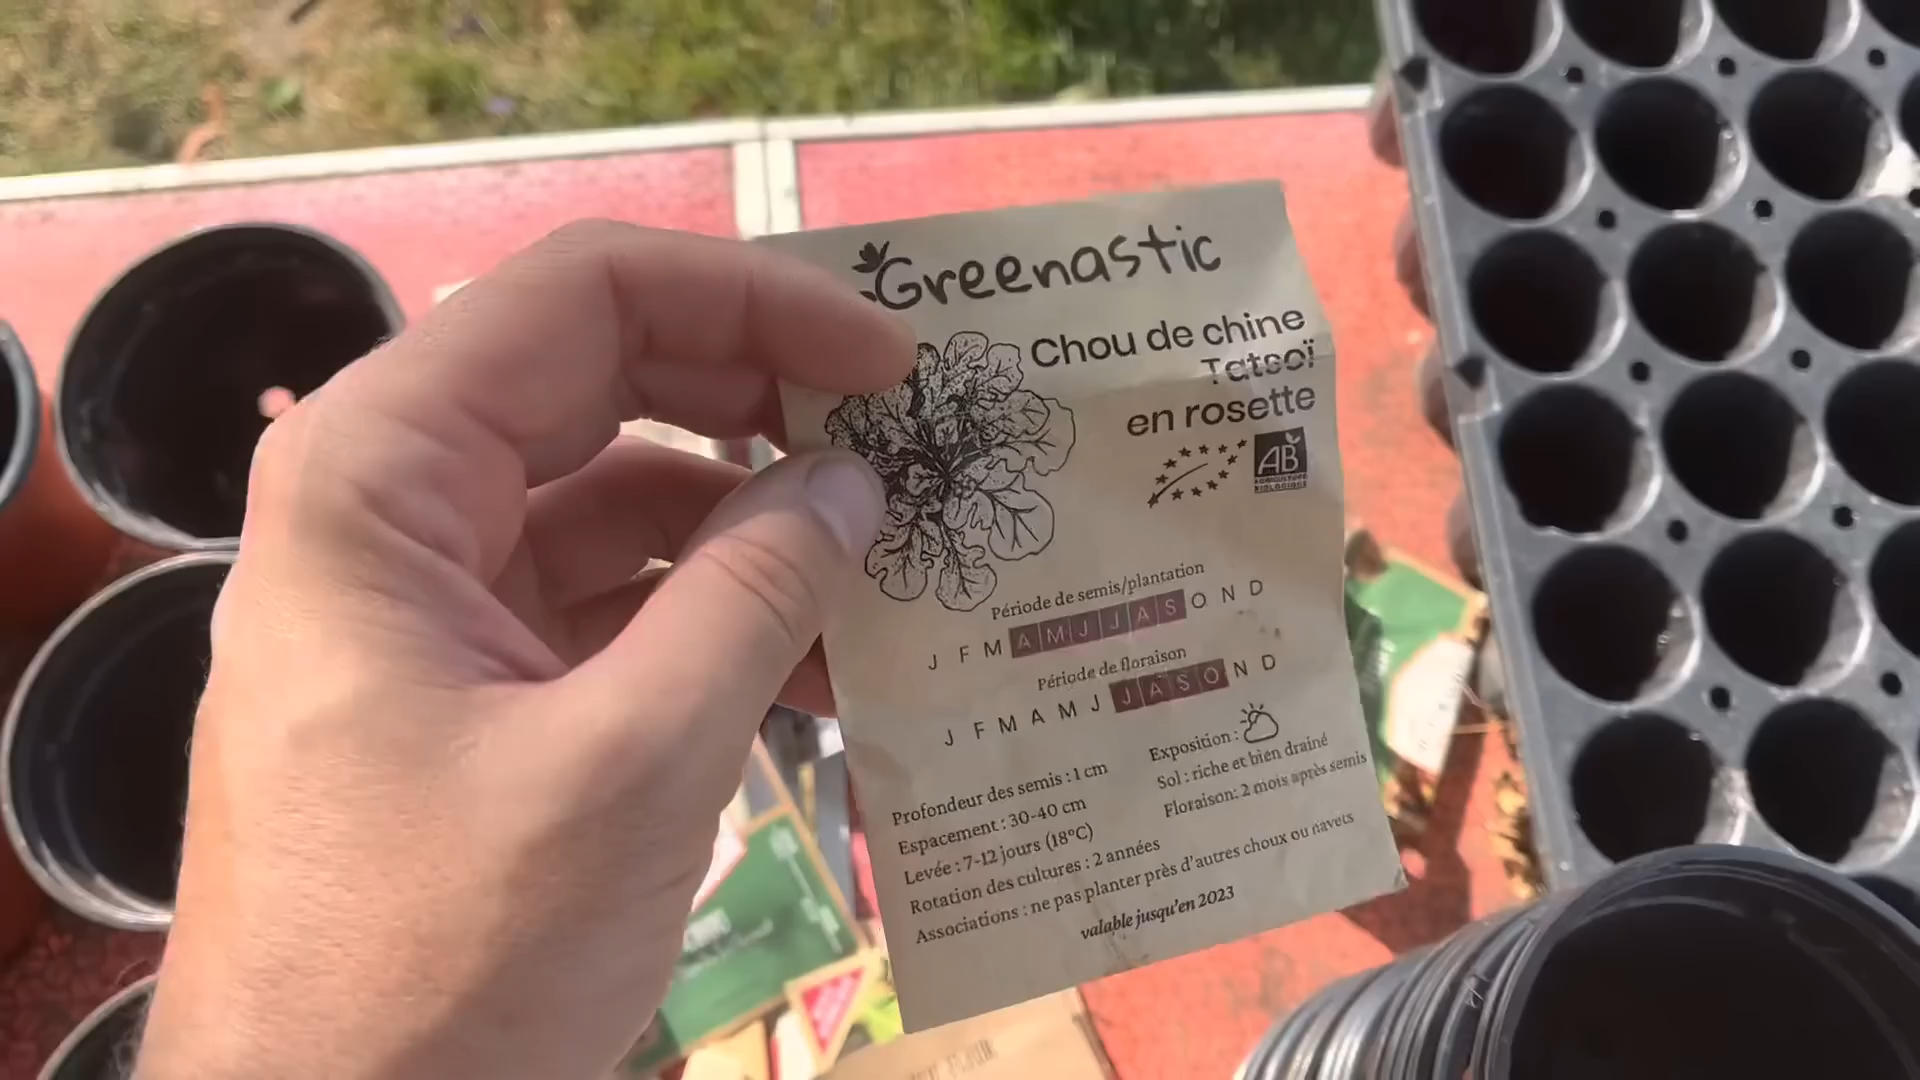 Greenastic
Chou de chine
Tatsoï
en rosette
AB
AGRICULTURE
BIOLOGIQUE
Période de semis/plantation
J F M A M J J A S O N D
Période de floraison
J F M A M J J A S O N D
Exposition :
Sol : riche et bien drainé
Floraison: 2 mois après semis
Profondeur des semis : 1 cm
Espacement : 30-40 cm
Levée : 7-12 jours (18°C)
Rotation des cultures : 2 années
Associations : ne pas planter près d'autres choux ou navets
valable jusqu'en 2023